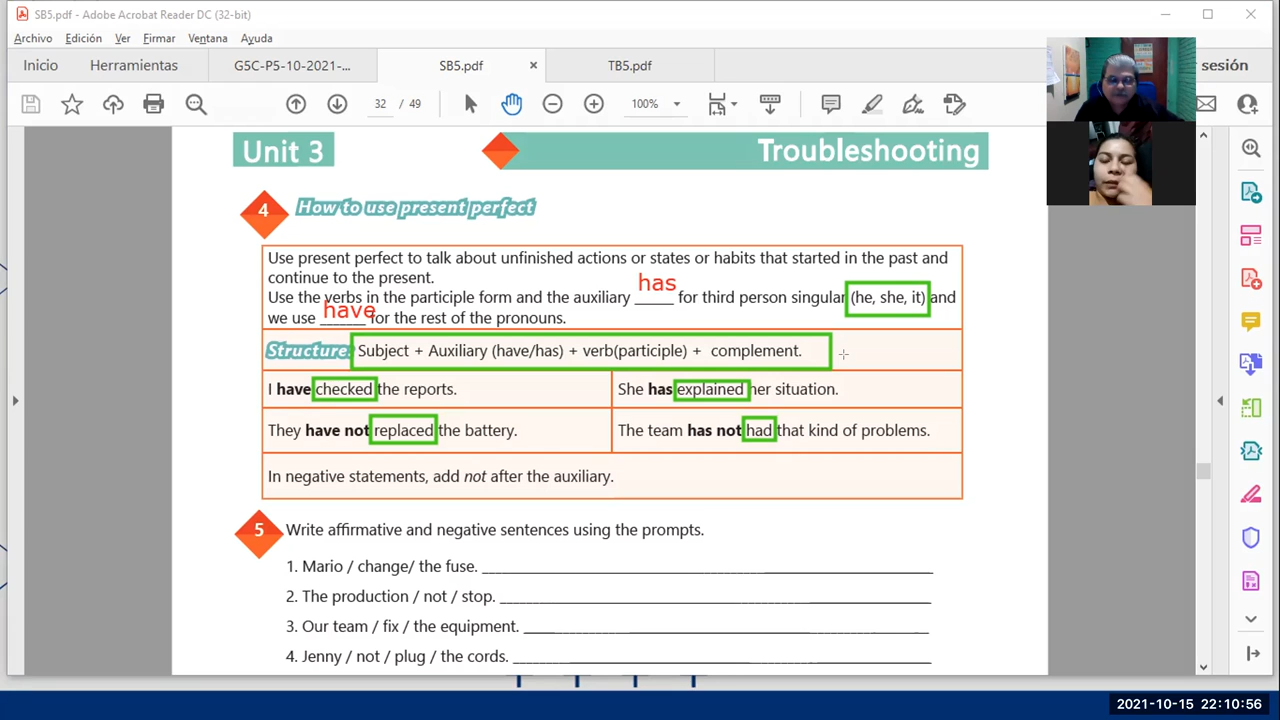 SB5.pdf - Adobe Acrobat Reader DC (32-bit)
Archivo Edición Ver Firmar Ventana Ayuda
Inicio Herramientas G5C-P5-10-2021-... SB5.pdf × TB5.pdf sesión
32 / 49 100%
Unit 3 Troubleshooting
4 How to use present perfect
Use present perfect to talk about unfinished actions or states or habits that started in the past and
continue to the present.
has
Use the verbs in the participle form and the auxiliary _____ for third person singular (he, she, it) and
have
we use ______ for the rest of the pronouns.
Structure: Subject + Auxiliary (have/has) + verb(participle) + complement.
I have checked the reports. She has explained her situation.
They have not replaced the battery. The team has not had that kind of problems.
In negative statements, add not after the auxiliary.
5 Write affirmative and negative sentences using the prompts.
1. Mario / change/ the fuse. ____________________
2. The production / not / stop. ____________________
3. Our team / fix / the equipment. ____________________
4. Jenny / not / plug / the cords. ____________________
2021-10-15 22:10:56